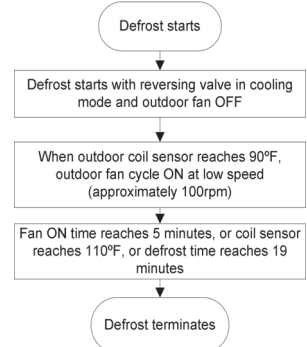 Defrost starts
Defrost starts with reversing valve in cooling
mode and outdoor fan OFF
When outdoor coil sensor reaches 90ºF,
outdoor fan cycle ON at low speed
(approximately 100rpm)
Fan ON time reaches 5 minutes, or coil sensor
reaches 110ºF, or defrost time reaches 19
minutes
Defrost terminates